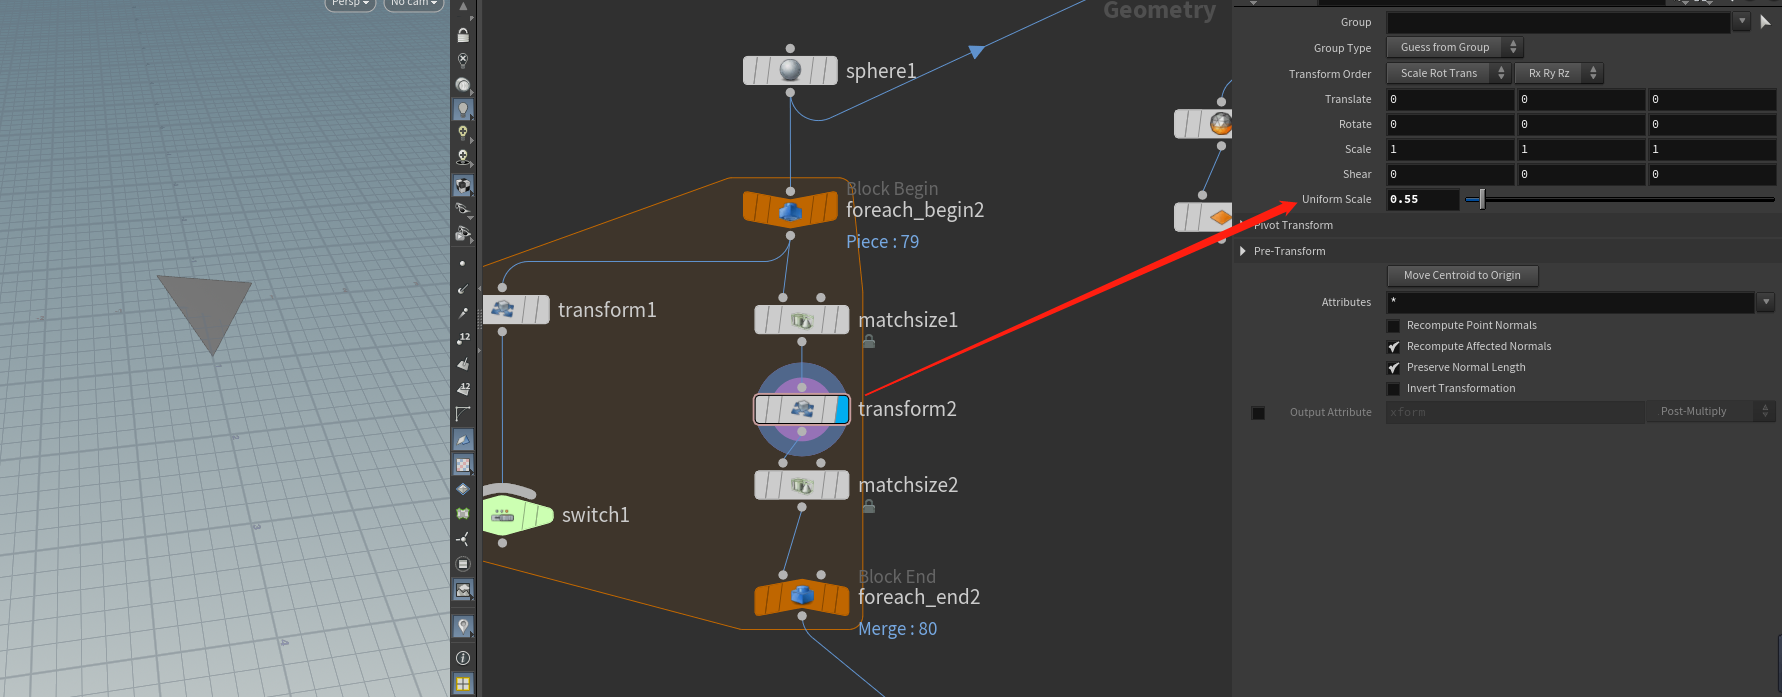 Persp
No cam
12
12
Geometry
sphere1
Block Begin
foreach_begin2
Piece : 79
transform1
matchsize1
transform2
matchsize2
switch1
Block End
foreach_end2
Merge : 80
Group
Group Type Guess from Group
Transform Order Scale Rot Trans Rx Ry Rz
Translate 0 0 0
Rotate 0 0 0
Scale 1 1 1
Shear 0 0 0
Uniform Scale 0.55
Pivot Transform
Pre-Transform
Move Centroid to Origin
Attributes *
Recompute Point Normals
Recompute Affected Normals
Preserve Normal Length
Invert Transformation
Output Attribute xform Post-Multiply